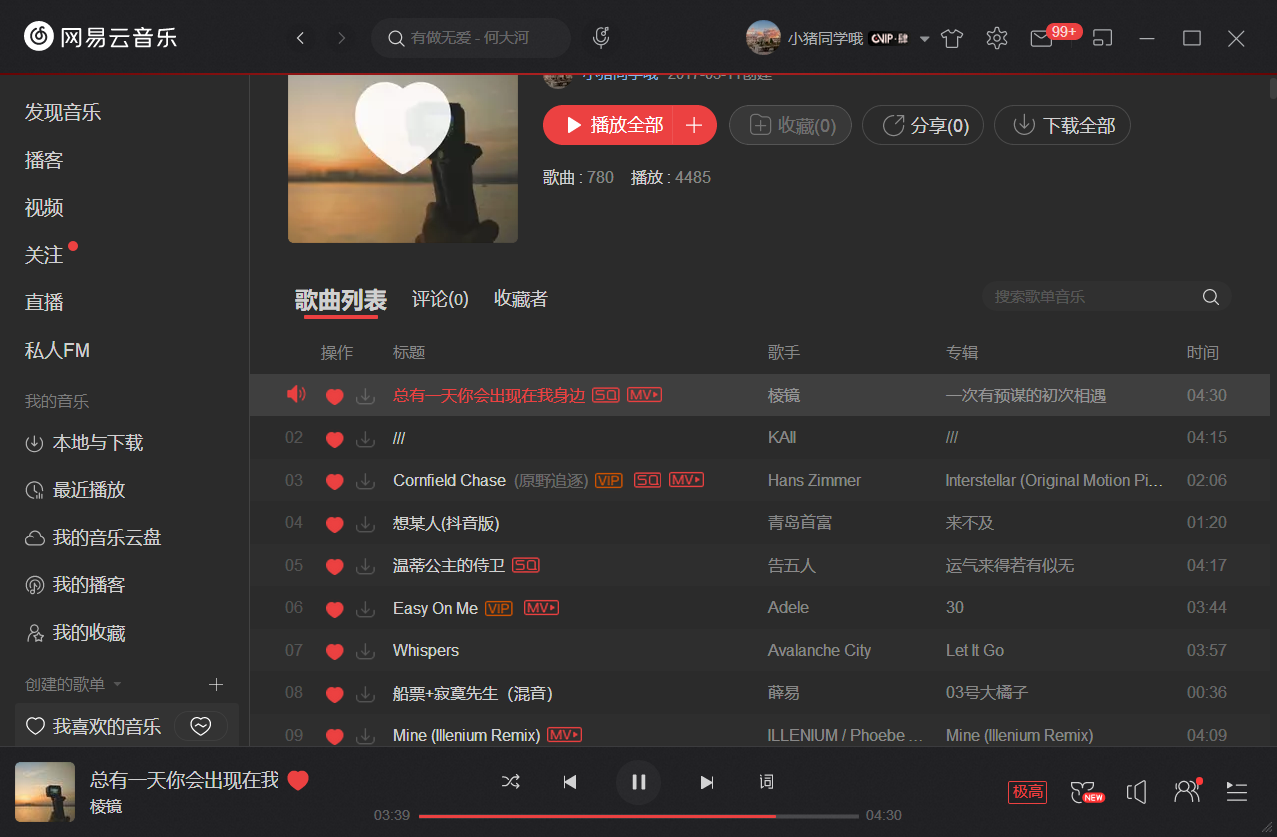 网易云音乐
有做无爱 - 何大河
小猪同学哦
CVIP·肆
99+
小猪同学哦 2017-03-11创建
播放全部
收藏(0)
分享(0)
下载全部
歌曲 : 780 播放 : 4485
发现音乐
播客
视频
关注
直播
私人FM
我的音乐
本地与下载
最近播放
我的音乐云盘
我的播客
我的收藏
创建的歌单
我喜欢的音乐
歌曲列表 评论(0) 收藏者
搜索歌单音乐
操作 标题 歌手 专辑 时间
总有一天你会出现在我身边 SQ MV 棱镜 一次有预谋的初次相遇 04:30
02 /// KAll /// 04:15
03 Cornfield Chase (原野追逐) VIP SQ MV Hans Zimmer Interstellar (Original Motion Pi... 02:06
04 想某人(抖音版) 青岛首富 来不及 01:20
05 温蒂公主的侍卫 SQ 告五人 运气来得若有似无 04:17
06 Easy On Me VIP MV Adele 30 03:44
07 Whispers Avalanche City Let It Go 03:57
08 船票+寂寞先生（混音） 薛易 03号大橘子 00:36
09 Mine (Illenium Remix) MV ILLENIUM / Phoebe ... Mine (Illenium Remix) 04:09
总有一天你会出现在我
棱镜
词
03:39 04:30
极高
NEW